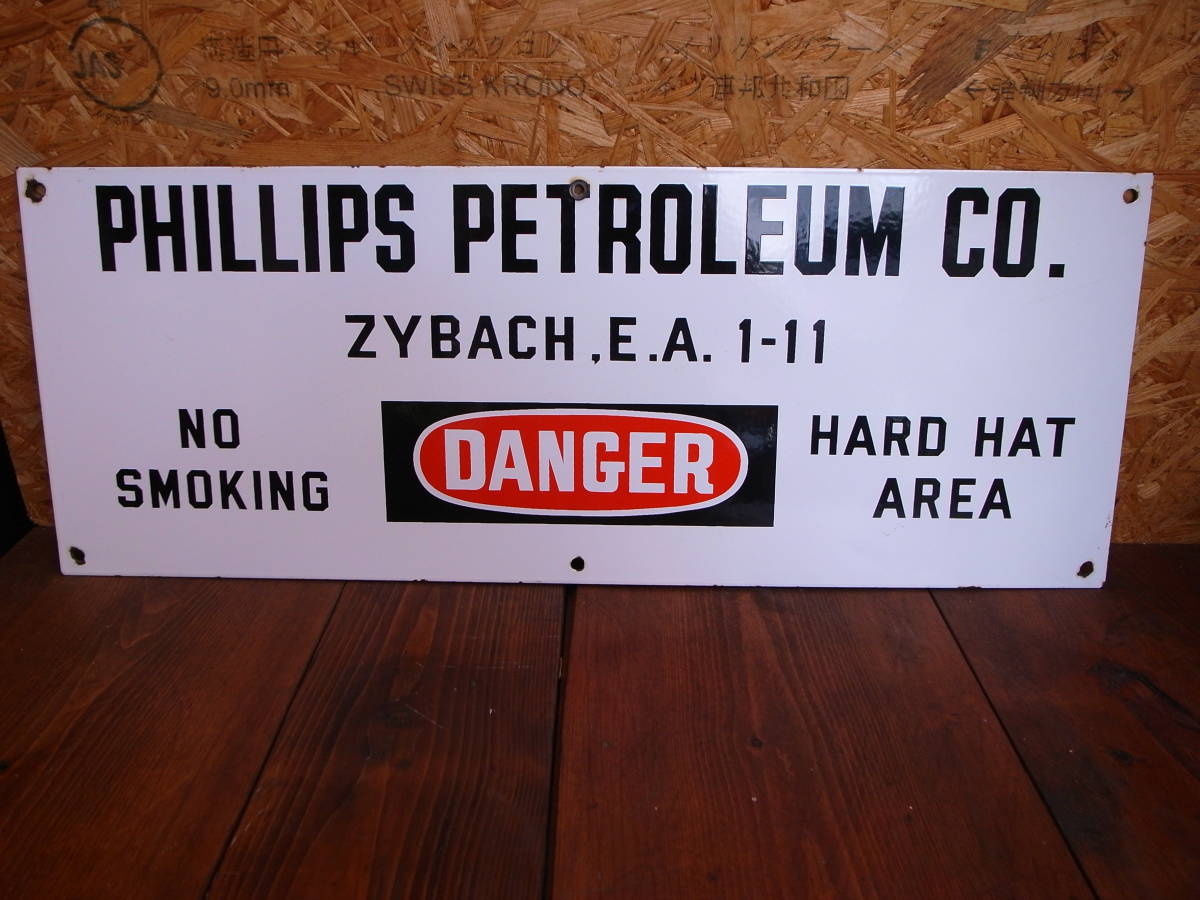 JAS
9.0mm
SWISS KRONO
PHILLIPS PETROLEUM CO.
ZYBACH, E.A. 1-11
NO
SMOKING
DANGER
HARD HAT
AREA